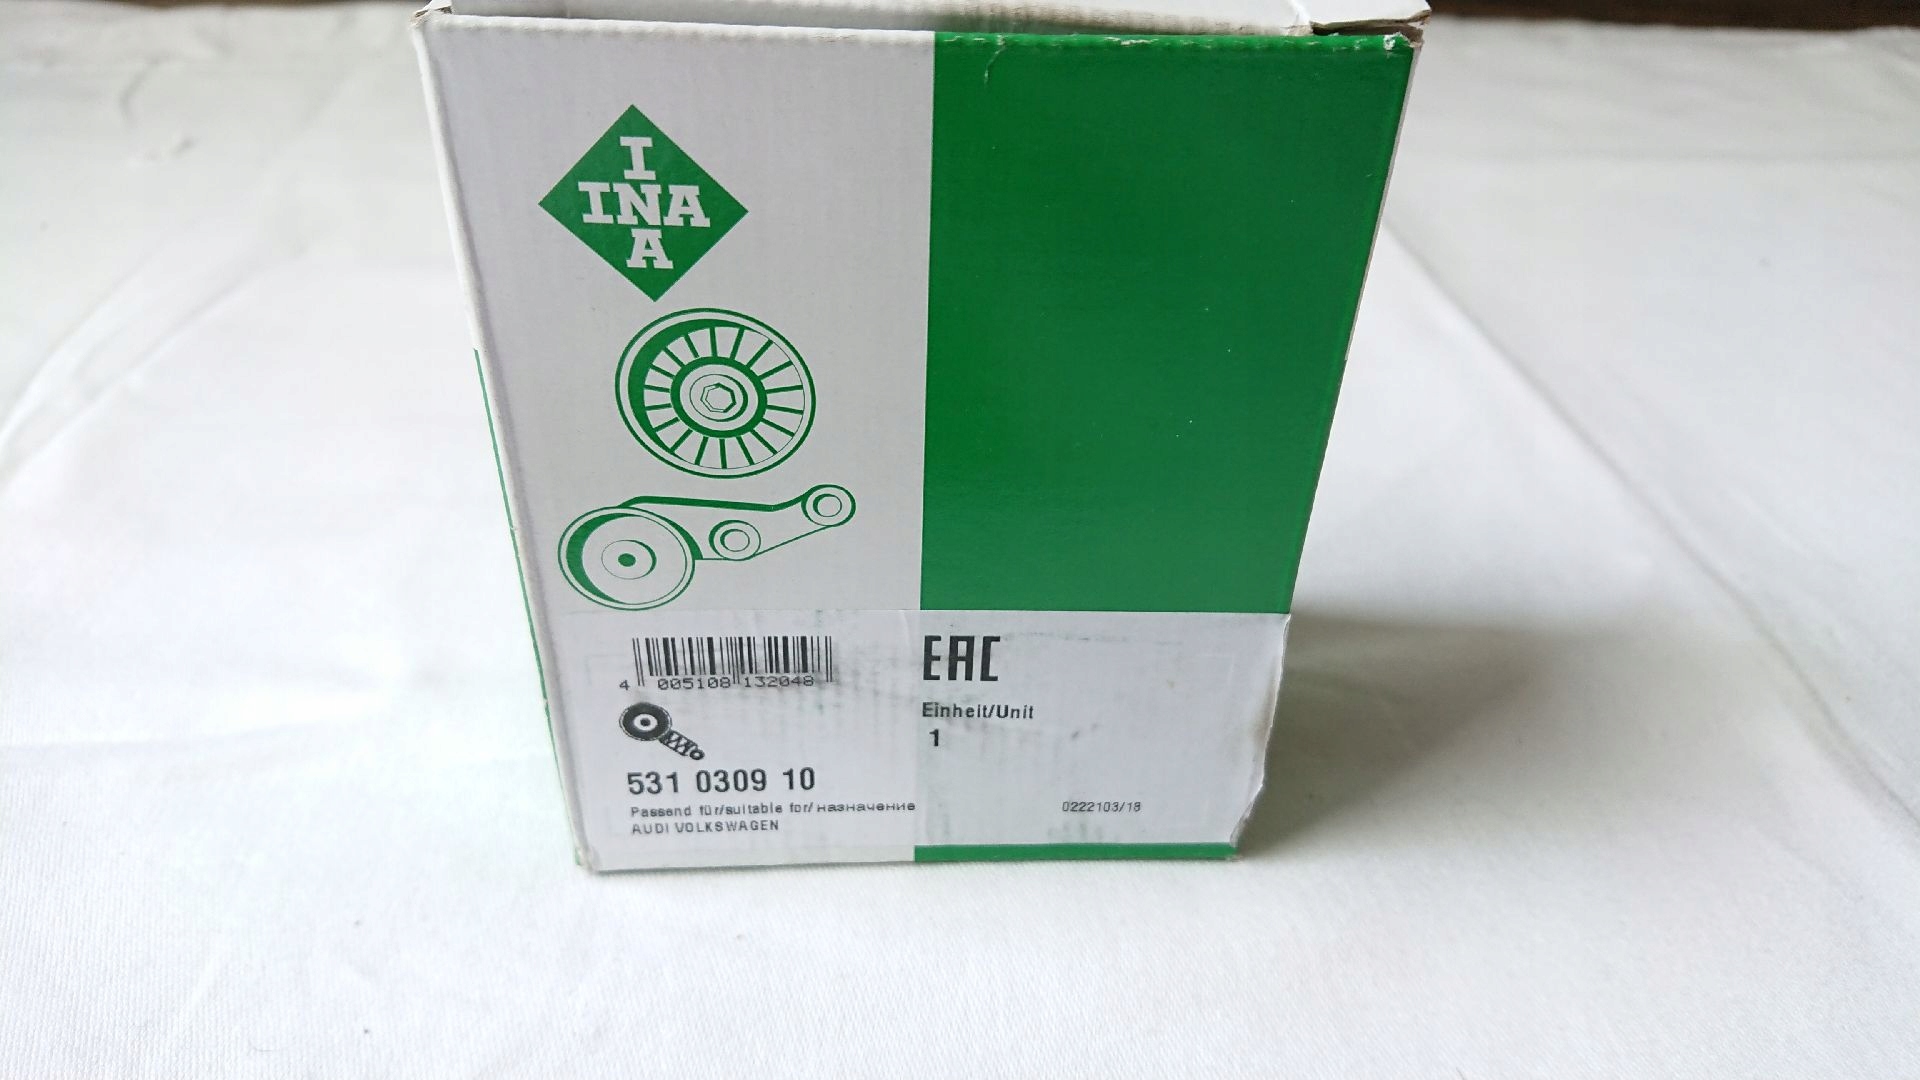 I
INA
A
4 005108 132048
EAC
Einheit/Unit
1
531 0309 10
Passend für/suitable for/назначение
AUDI VOLKSWAGEN
0222103/18